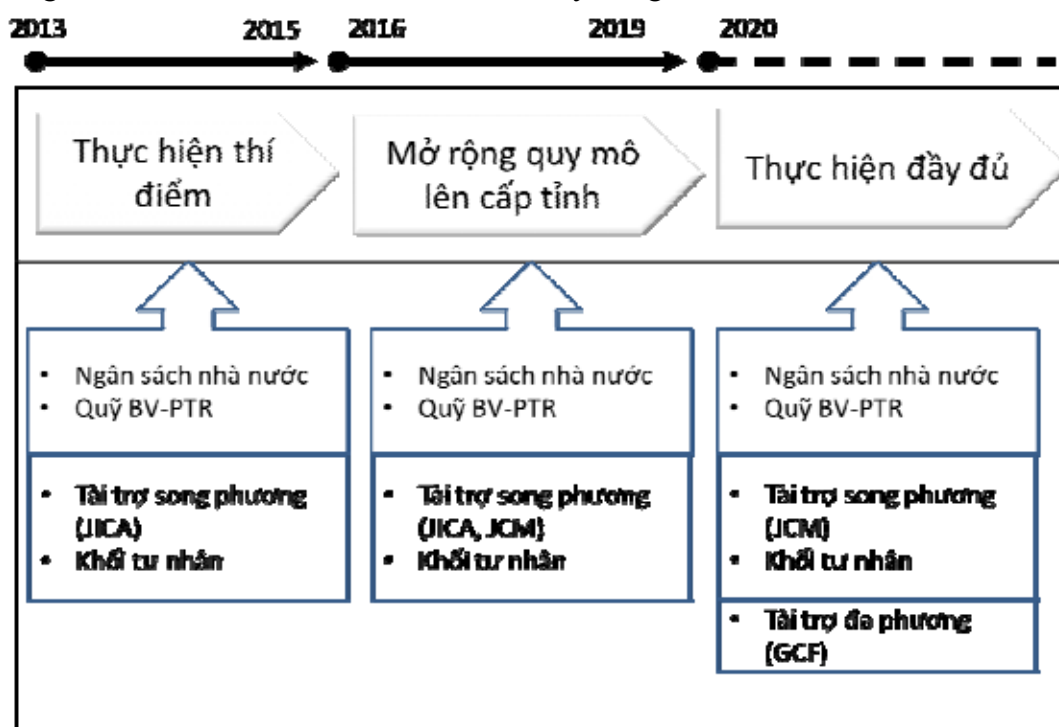 2013 2015 2016 2019 2020
Thực hiện thí
điểm
Mở rộng quy mô
lên cấp tỉnh
Thực hiện đầy đủ
• Ngân sách nhà nước
• Quỹ BV-PTR
• Tài trợ song phương
(JICA)
• Khối tư nhân
• Ngân sách nhà nước
• Quỹ BV-PTR
• Tài trợ song phương
(JICA, JCM)
• Khối tư nhân
• Ngân sách nhà nước
• Quỹ BV-PTR
• Tài trợ song phương
(JCM)
• Khối tư nhân
• Tài trợ đa phương
(GCF)